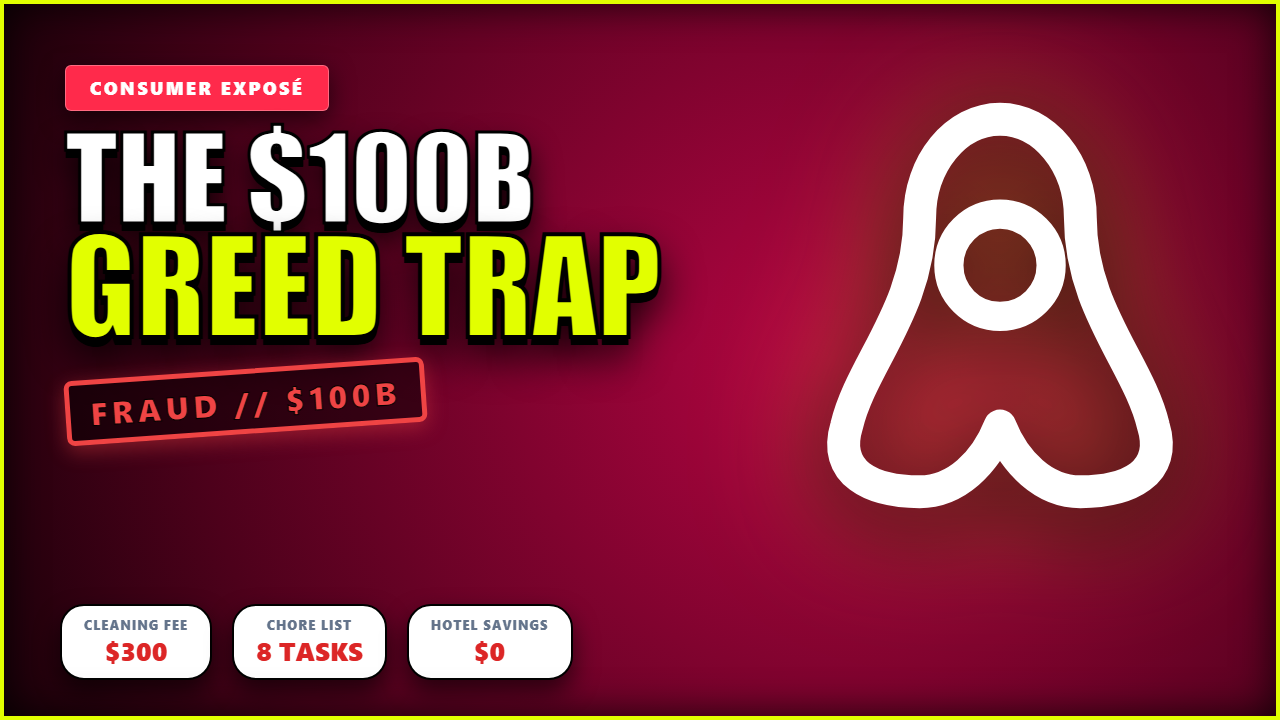 CONSUMER EXPOSÉ
THE $100B
GREED TRAP
FRAUD // $100B
CLEANING FEE
$300
CHORE LIST
8 TASKS
HOTEL SAVINGS
$0